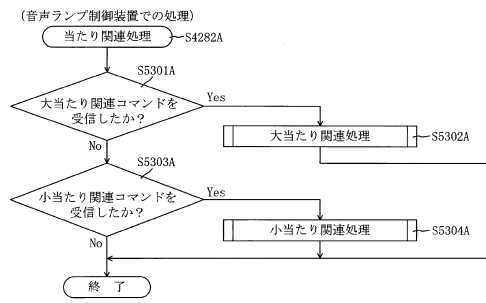 (音声ランプ制御装置での処理)
当たり関連処理
S4282A
S5301A
大当たり関連コマンドを
受信したか?
Yes
大当たり関連処理
S5302A
No
S5303A
小当たり関連コマンドを
受信したか?
Yes
小当たり関連処理
S5304A
No
終 了